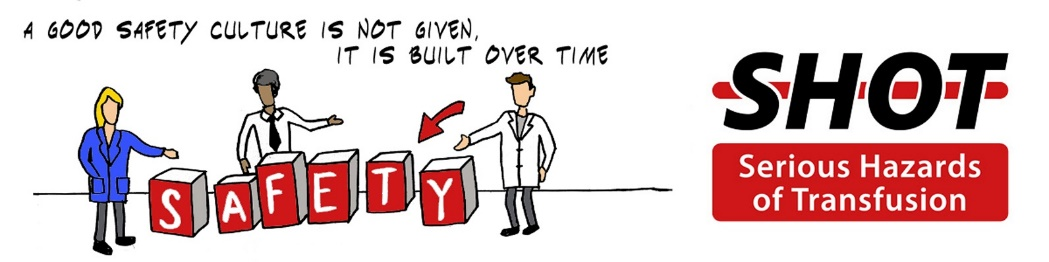 A GOOD SAFETY CULTURE IS NOT GIVEN,
IT IS BUILT OVER TIME
SAFETY
SHOT
Serious Hazards
of Transfusion